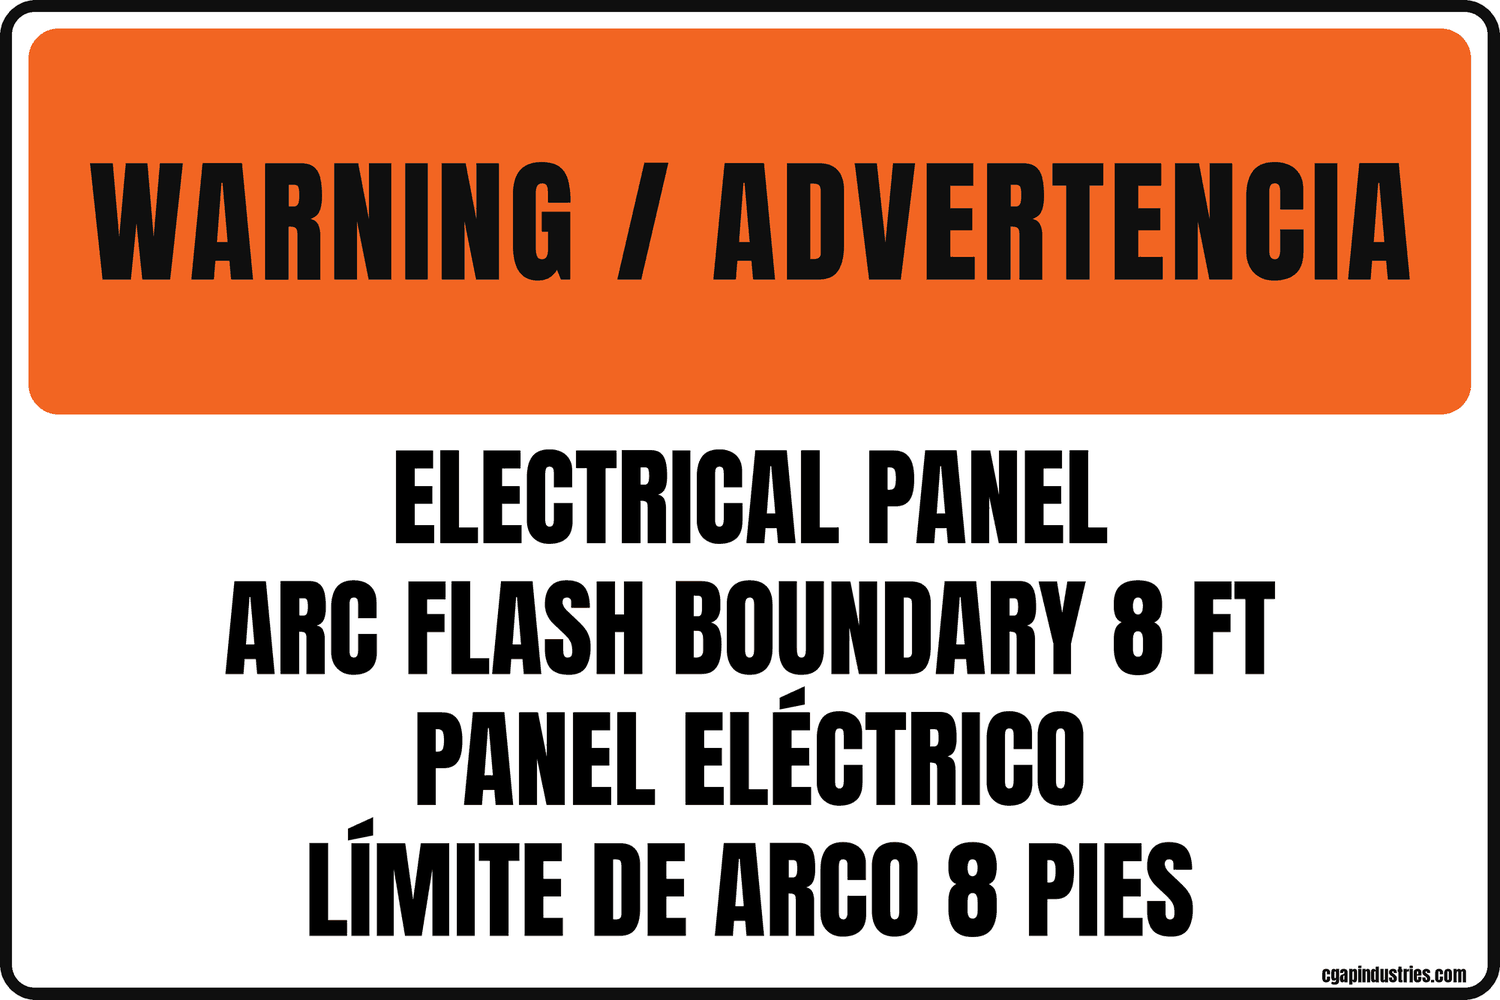 WARNING / ADVERTENCIA
ELECTRICAL PANEL
ARC FLASH BOUNDARY 8 FT
PANEL ELÉCTRICO
LÍMITE DE ARCO 8 PIES
cgapindustries.com